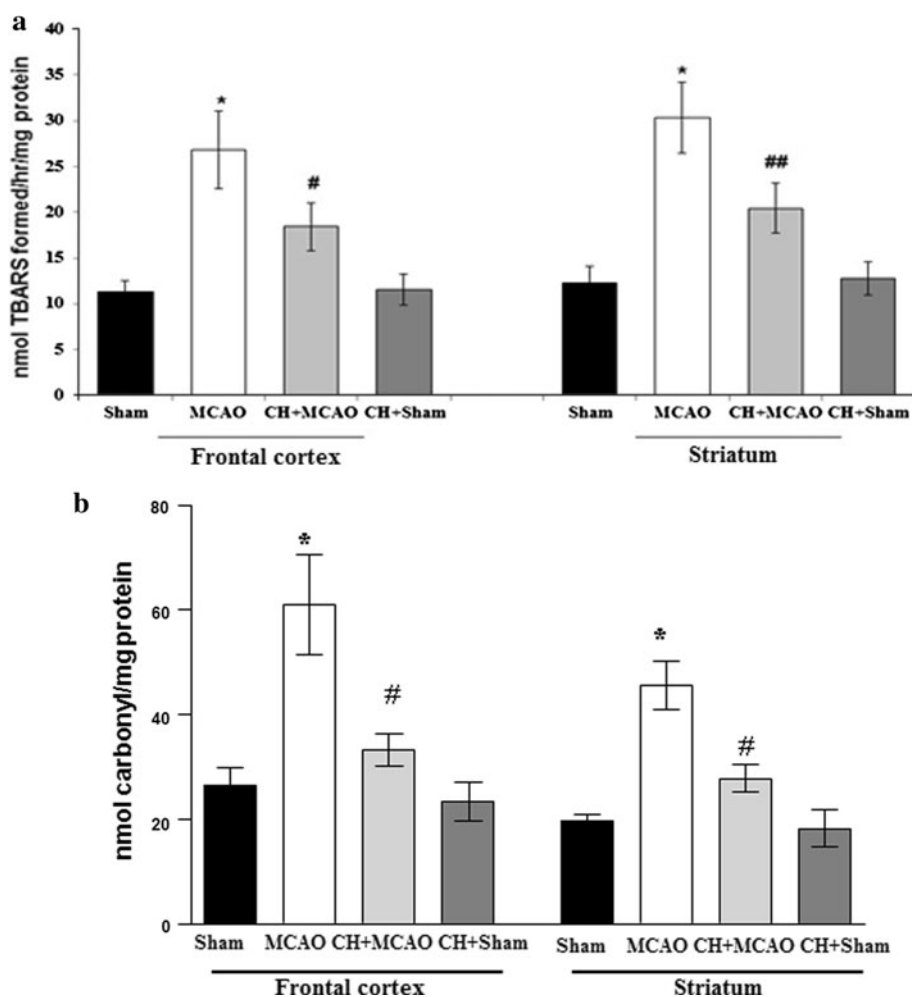 a
nmol TBARS formed/hr/mg protein
40
35
30
25
20
15
10
5
0
*
#
*
##
Sham MCAO CH+MCAO CH+Sham Sham MCAO CH+MCAO CH+Sham
Frontal cortex Striatum
b
nmol carbonyl/mgprotein
80
60
40
20
0
*
#
*
#
Sham MCAO CH+MCAO CH+Sham Sham MCAO CH+MCAO CH+Sham
Frontal cortex Striatum